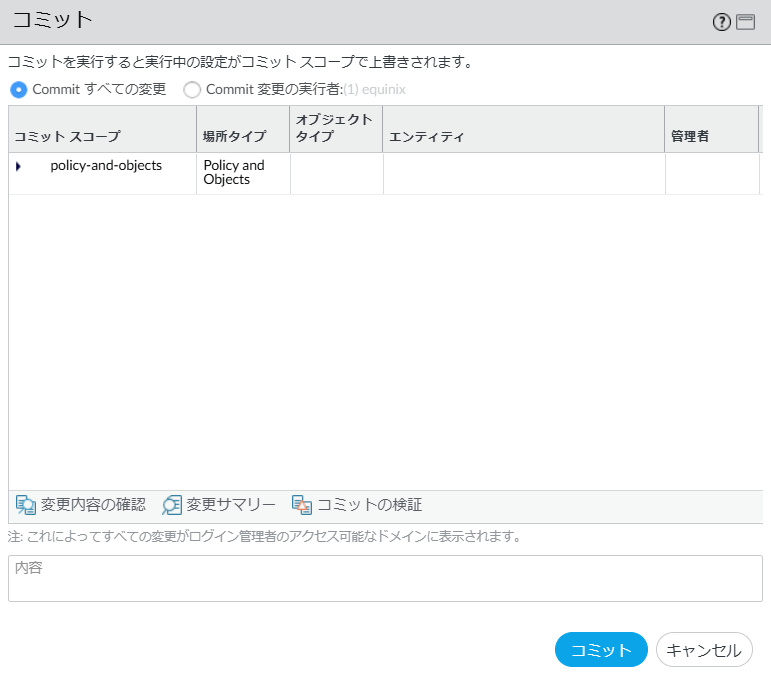 コミット
コミットを実行すると実行中の設定がコミット スコープで上書きされます。
Commit すべての変更 Commit 変更の実行者:(1) equinix
コミット スコープ 場所タイプ オブジェクト タイプ エンティティ 管理者
policy-and-objects Policy and Objects
変更内容の確認 変更サマリー コミットの検証
注: これによってすべての変更がログイン管理者のアクセス可能なドメインに表示されます。
内容
コミット キャンセル